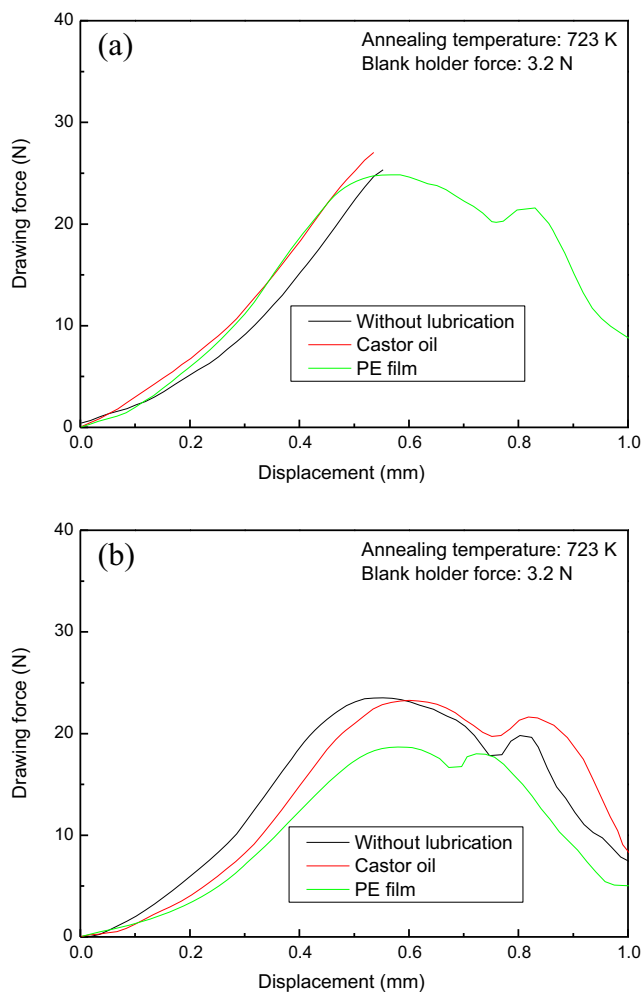 (a)
Annealing temperature: 723 K
Blank holder force: 3.2 N
40
30
20
10
0
Drawing force (N)
Without lubrication
Castor oil
PE film
0.0 0.2 0.4 0.6 0.8 1.0
Displacement (mm)
(b)
Annealing temperature: 723 K
Blank holder force: 3.2 N
40
30
20
10
0
Drawing force (N)
Without lubrication
Castor oil
PE film
0.0 0.2 0.4 0.6 0.8 1.0
Displacement (mm)